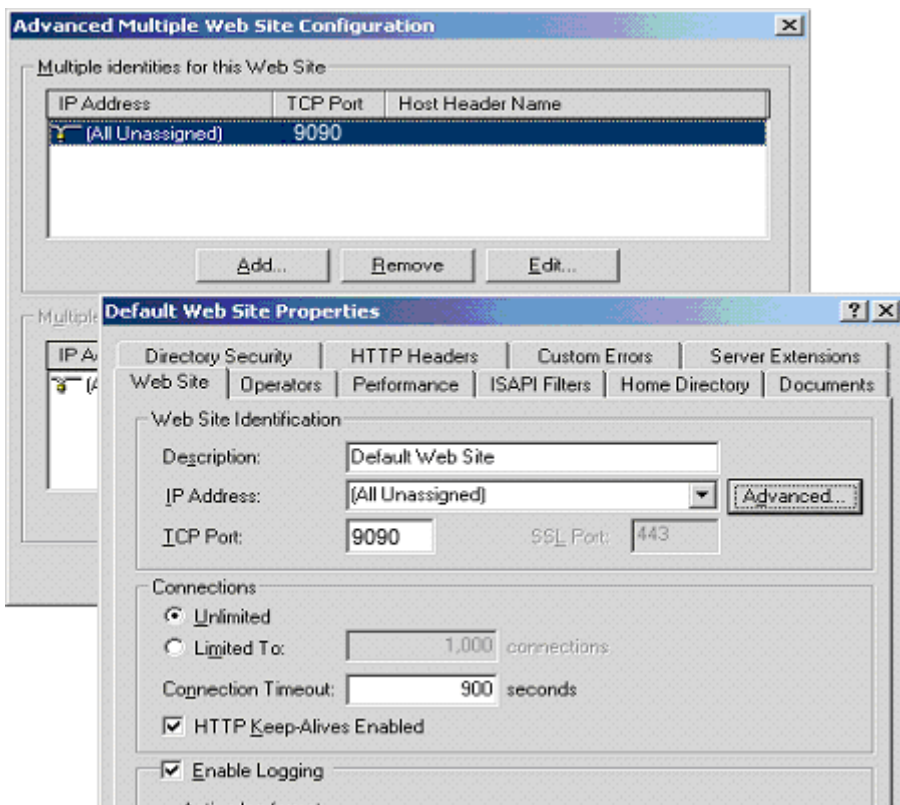 Advanced Multiple Web Site Configuration
Multiple identities for this Web Site
IP Address TCP Port Host Header Name
(All Unassigned) 9090
Add... Remove Edit...
Multiple
Default Web Site Properties
Directory Security HTTP Headers Custom Errors Server Extensions
Web Site Operators Performance ISAPI Filters Home Directory Documents
Web Site Identification
Description: Default Web Site
IP Address: (All Unassigned) Advanced...
TCP Port: 9090 SSL Port: 443
Connections
Unlimited
Limited To: 1,000 connections
Connection Timeout: 900 seconds
HTTP Keep-Alives Enabled
Enable Logging